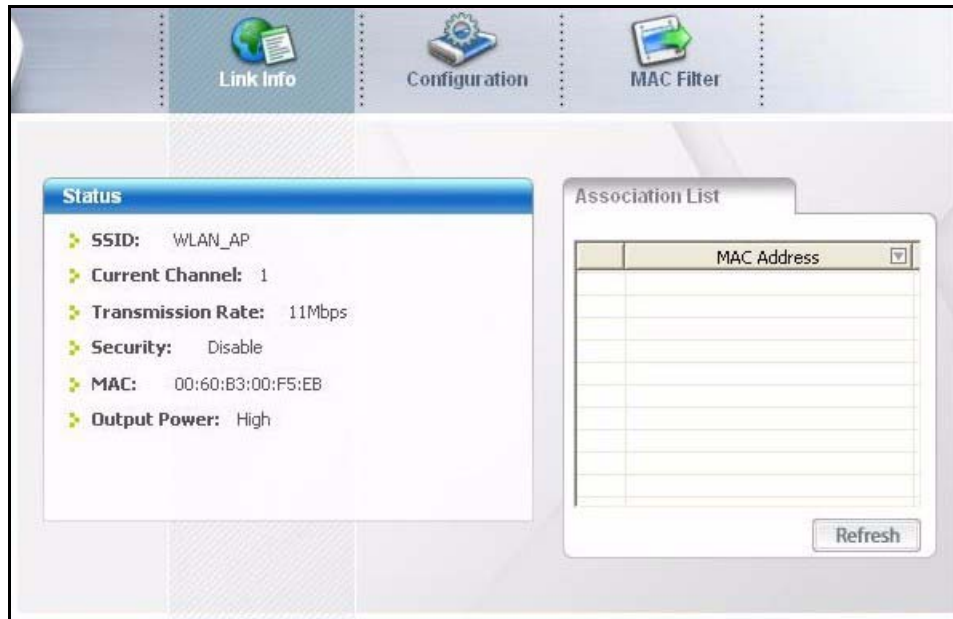 Link Info
Configuration
MAC Filter
Status
SSID: WLAN_AP
Current Channel: 1
Transmission Rate: 11Mbps
Security: Disable
MAC: 00:60:B3:00:F5:EB
Output Power: High
Association List
MAC Address
Refresh